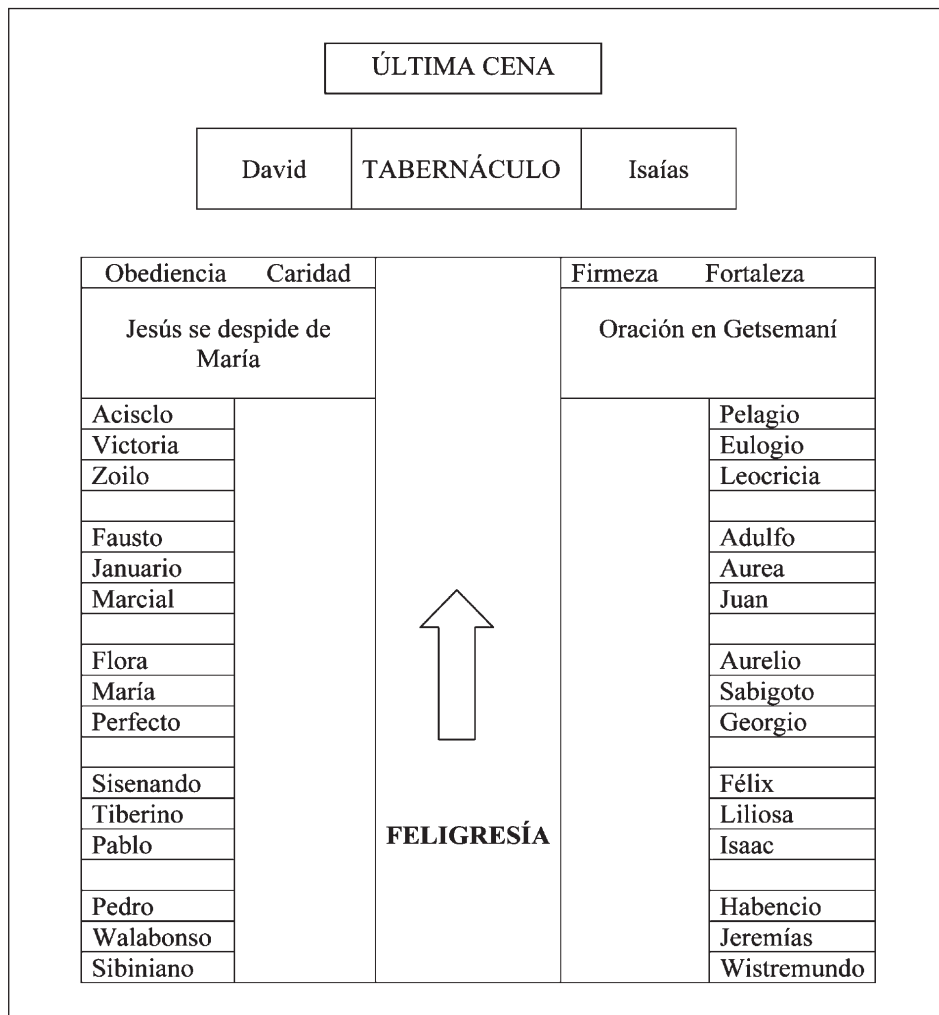 ÚLTIMA CENA
David TABERNÁCULO Isaías
Obediencia Caridad Firmeza Fortaleza
Jesús se despide de
María
Oración en Getsemaní
Acisclo
Victoria
Zoilo
Fausto
Januario
Marcial
Flora
María
Perfecto
Sisenando
Tiberino
Pablo
Pedro
Walabonso
Sibiniano
FELIGRESÍA
Pelagio
Eulogio
Leocricia
Adulfo
Aurea
Juan
Aurelio
Sabigoto
Georgio
Félix
Liliosa
Isaac
Habencio
Jeremías
Wistremundo